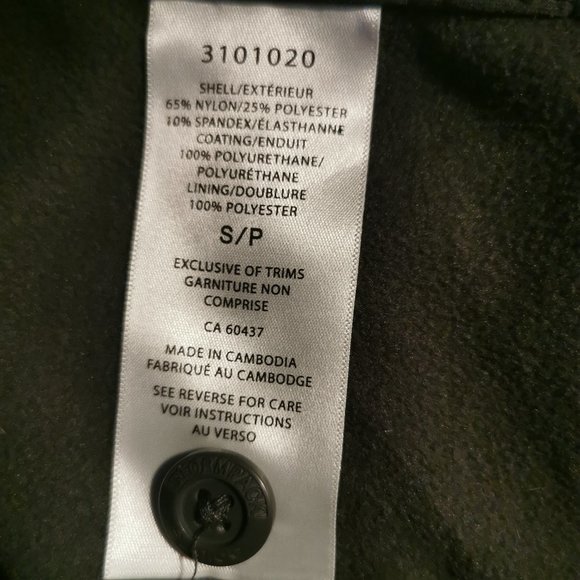 3101020
SHELL/EXTÉRIEUR
65% NYLON/25% POLYESTER
10% SPANDEX/ÉLASTHANNE
COATING/ENDUIT
100% POLYURETHANE/
POLYURÉTHANE
LINING/DOUBLURE
100% POLYESTER
S/P
EXCLUSIVE OF TRIMS
GARNITURE NON
COMPRISE
CA 60437
MADE IN CAMBODIA
FABRIQUÉ AU CAMBODGE
SEE REVERSE FOR CARE
VOIR INSTRUCTIONS
AU VERSO